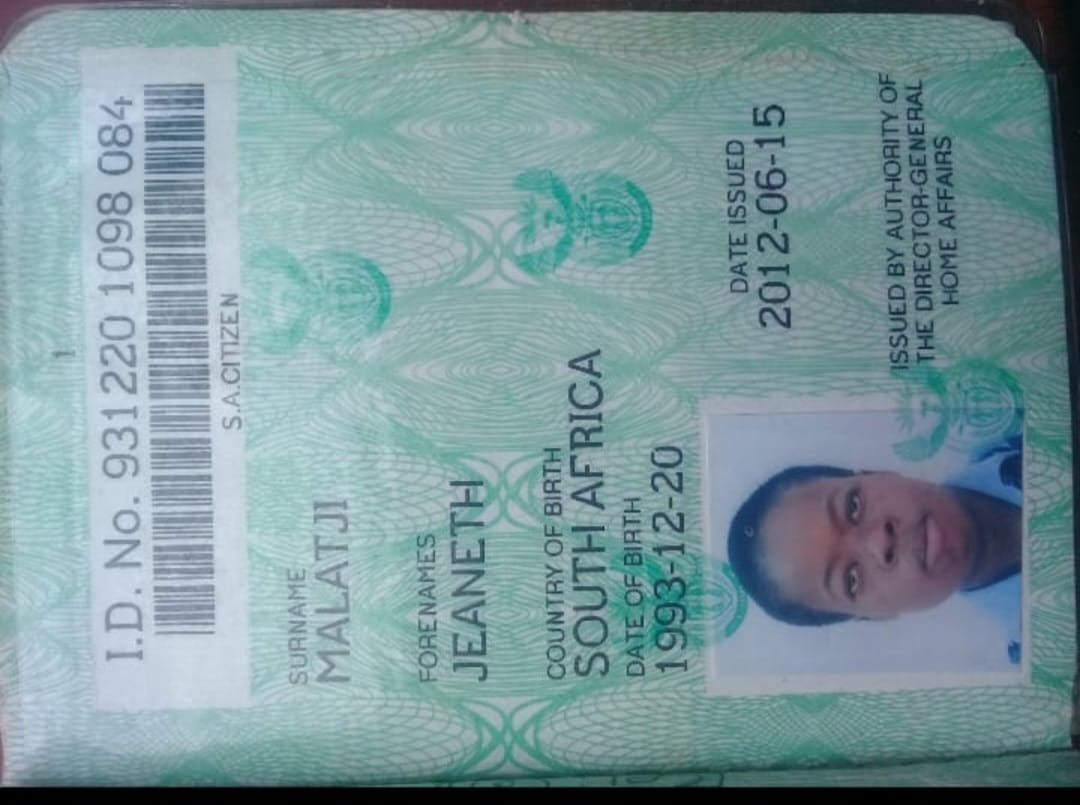 1
I.D. No. 931220 1098 084
S.A.CITIZEN
SURNAME
MALATJI
FORENAMES
JEANETH
COUNTRY OF BIRTH
SOUTH AFRICA
DATE OF BIRTH
1993-12-20
DATE ISSUED
2012-06-15
ISSUED BY AUTHORITY OF
THE DIRECTOR-GENERAL
HOME AFFAIRS